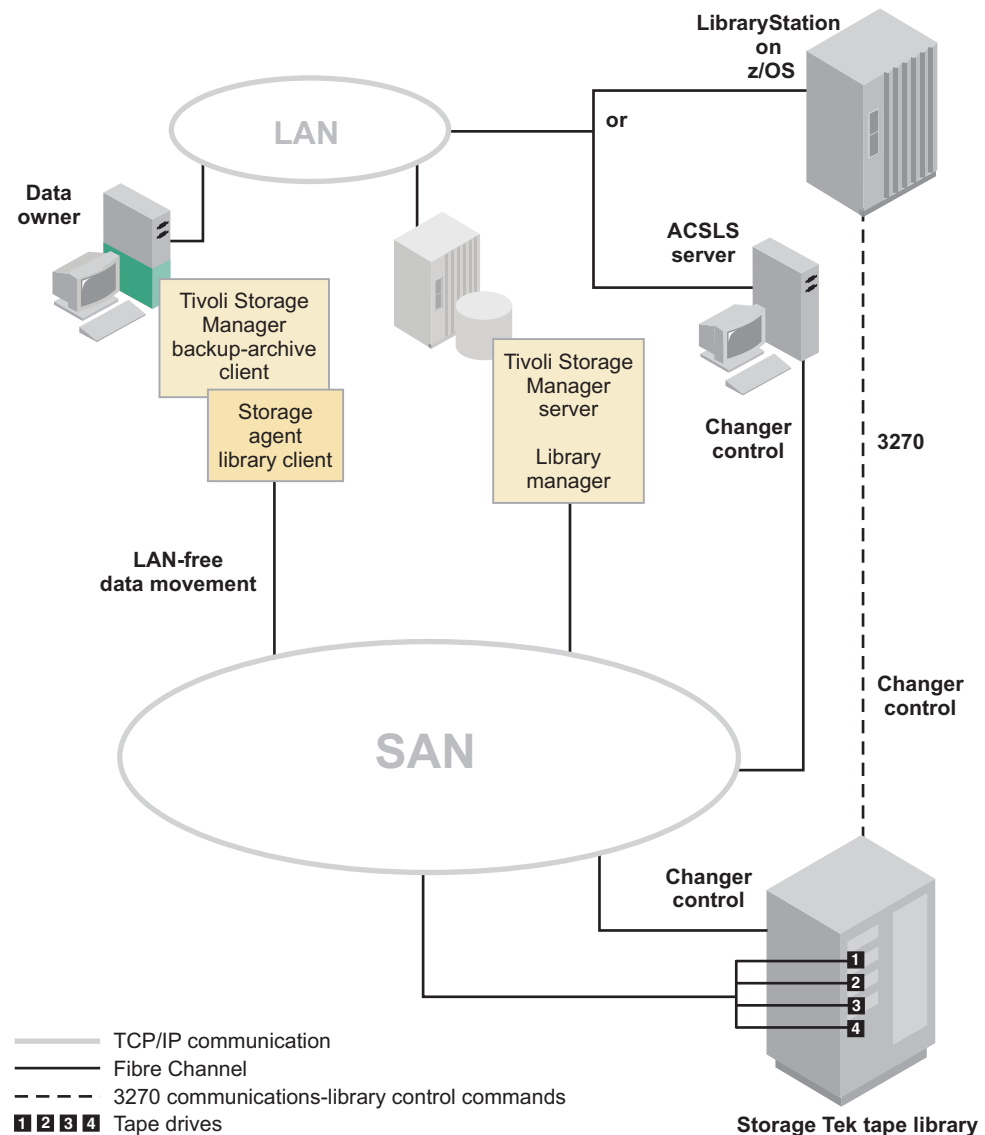 LibraryStation
on
z/OS
LAN
or
Data
owner
ACSLS
server
Tivoli Storage
Manager
backup-archive
client
Storage
agent
library client
Tivoli Storage
Manager
server
Library
manager
Changer
control
3270
LAN-free
data movement
Changer
control
SAN
Changer
control
1
2
3
4
TCP/IP communication
Fibre Channel
3270 communications-library control commands
1 2 3 4 Tape drives
Storage Tek tape library